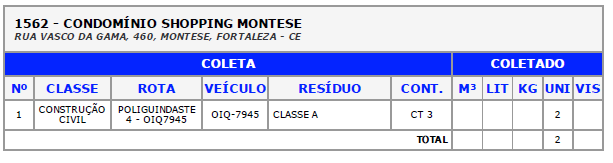 1562 - CONDOMÍNIO SHOPPING MONTESE
RUA VASCO DA GAMA, 460, MONTESE, FORTALEZA - CE
COLETA COLETADO
Nº CLASSE ROTA VEÍCULO RESÍDUO CONT. M³ LIT KG UNI VIS
1 CONSTRUÇÃO CIVIL POLIGUINDASTE 4 - OIQ7945 OIQ-7945 CLASSE A CT 3 2
TOTAL 2